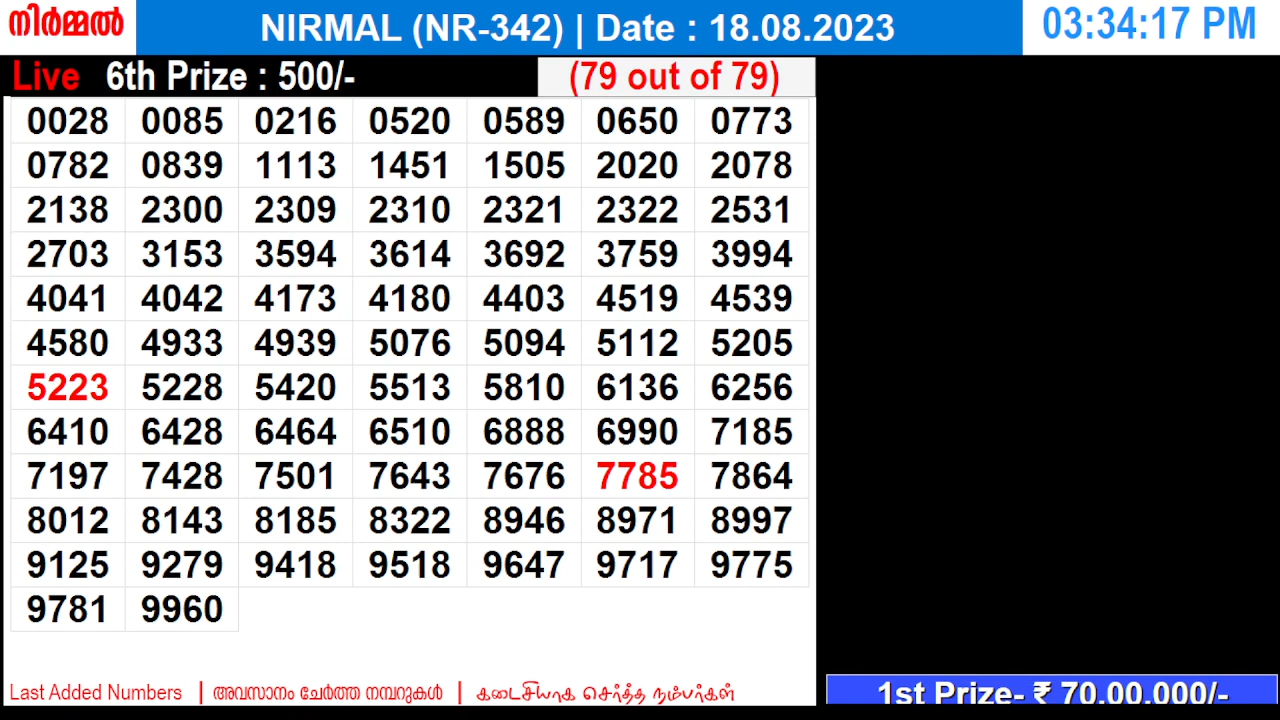 നിർമ്മൽ NIRMAL (NR-342) | Date : 18.08.2023 03:34:17 PM
Live 6th Prize : 500/- (79 out of 79)
0028 0085 0216 0520 0589 0650 0773
0782 0839 1113 1451 1505 2020 2078
2138 2300 2309 2310 2321 2322 2531
2703 3153 3594 3614 3692 3759 3994
4041 4042 4173 4180 4403 4519 4539
4580 4933 4939 5076 5094 5112 5205
5223 5228 5420 5513 5810 6136 6256
6410 6428 6464 6510 6888 6990 7185
7197 7428 7501 7643 7676 7785 7864
8012 8143 8185 8322 8946 8971 8997
9125 9279 9418 9518 9647 9717 9775
9781 9960
Last Added Numbers | അവസാനം ചേർത്ത നമ്പറുകൾ | கடைசியாக சேர்த்த நம்பர்கள்
1st Prize- ₹ 70,00,000/-